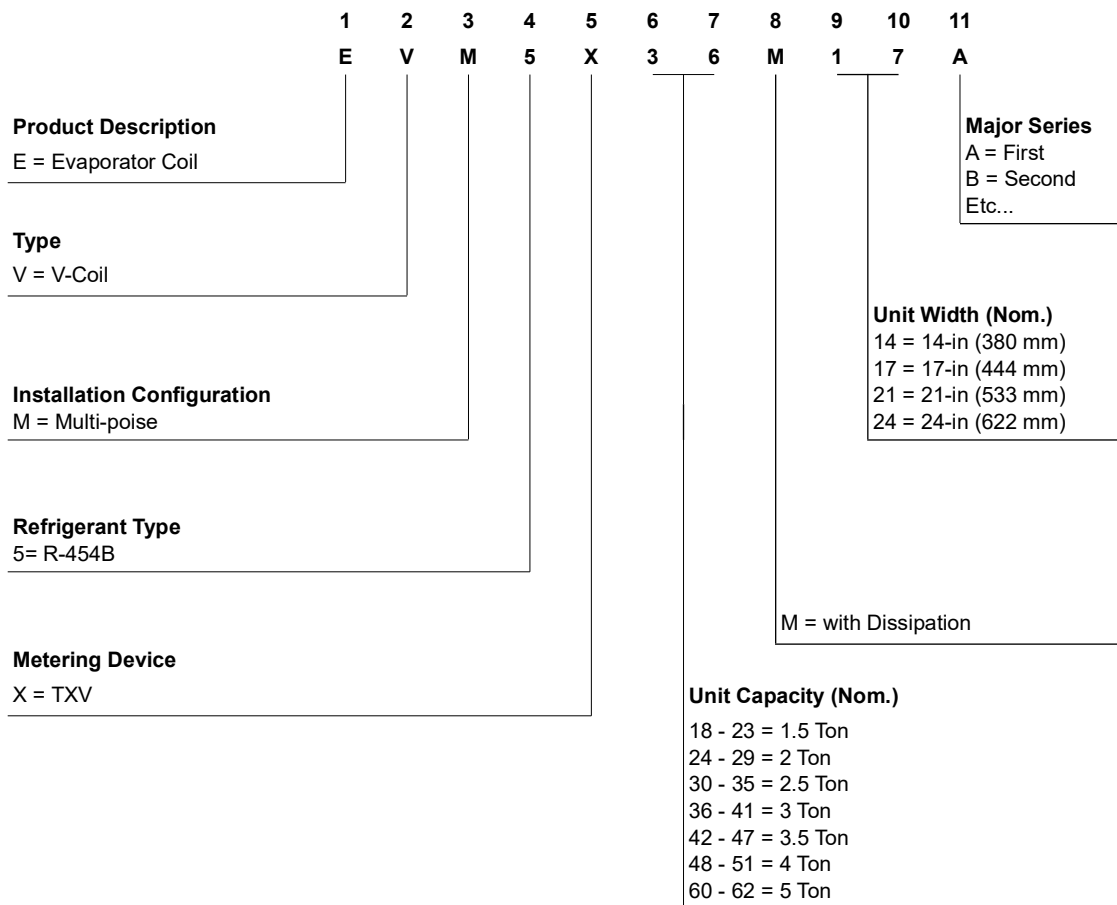 1 2 3 4 5 6 7 8 9 10 11
E V M 5 X 3 6 M 1 7 A
Product Description
E = Evaporator Coil
Type
V = V-Coil
Installation Configuration
M = Multi-poise
Refrigerant Type
5= R-454B
Metering Device
X = TXV
Major Series
A = First
B = Second
Etc...
Unit Width (Nom.)
14 = 14-in (380 mm)
17 = 17-in (444 mm)
21 = 21-in (533 mm)
24 = 24-in (622 mm)
M = with Dissipation
Unit Capacity (Nom.)
18 - 23 = 1.5 Ton
24 - 29 = 2 Ton
30 - 35 = 2.5 Ton
36 - 41 = 3 Ton
42 - 47 = 3.5 Ton
48 - 51 = 4 Ton
60 - 62 = 5 Ton